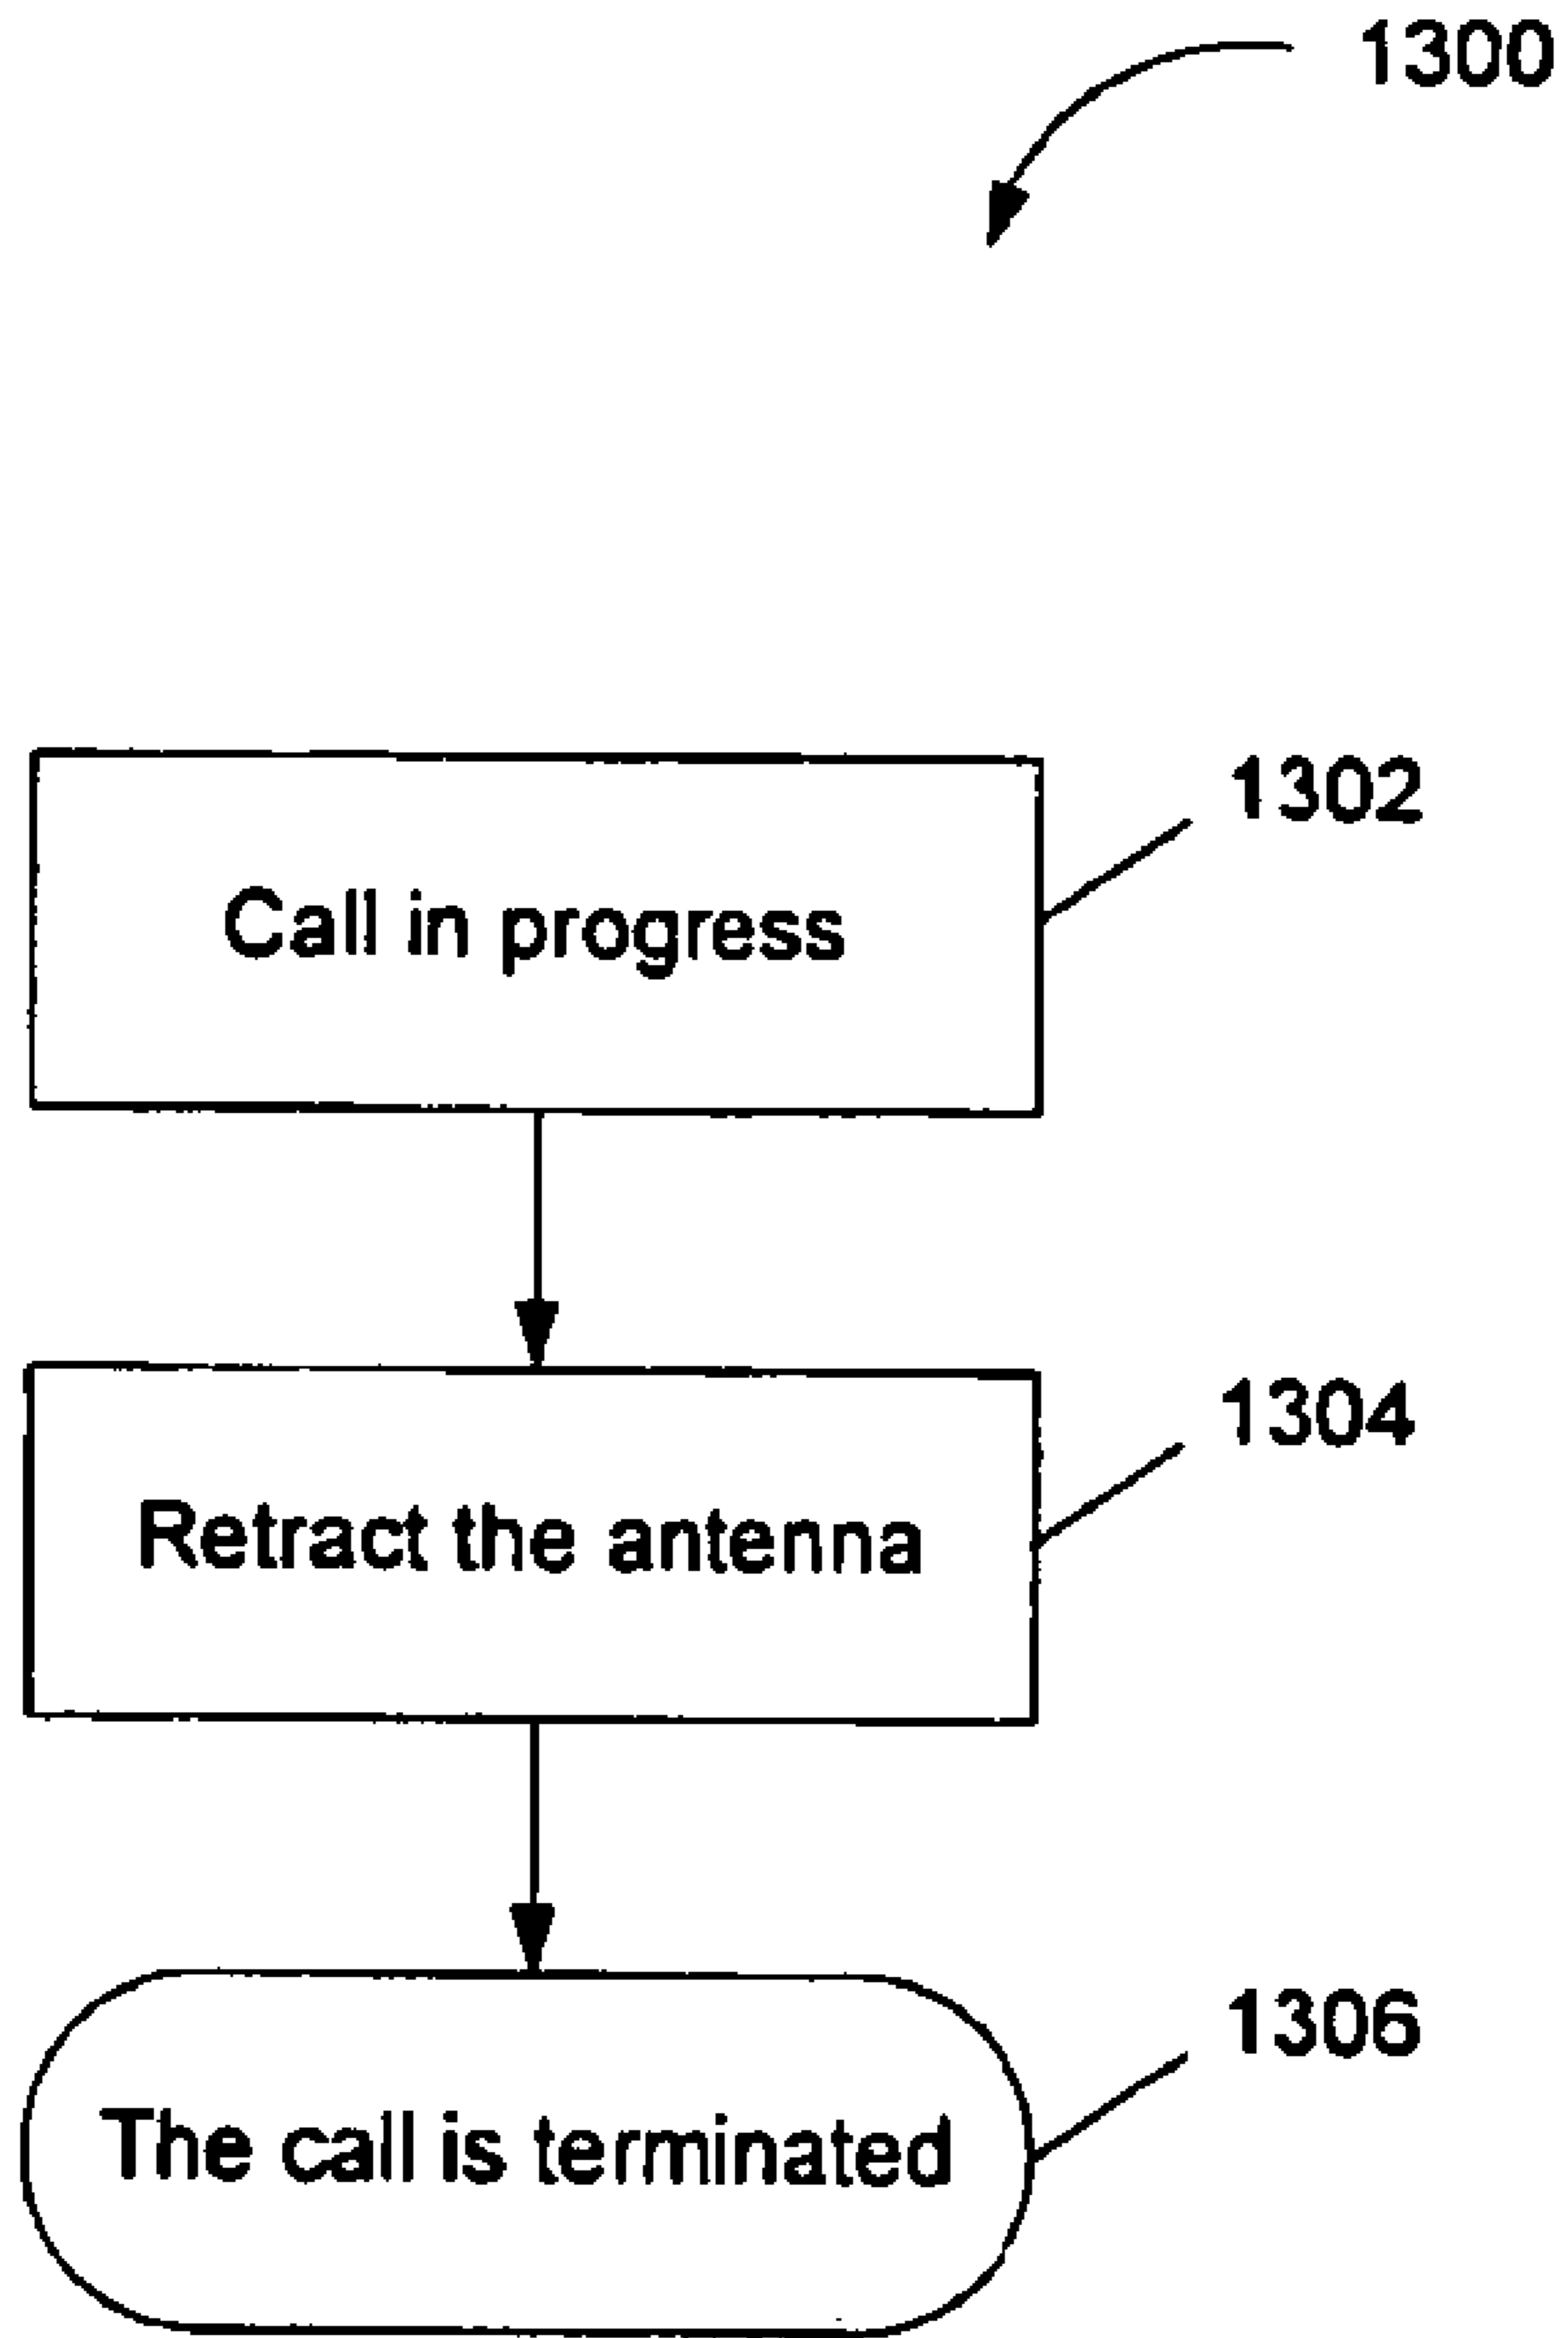 1300
1302
Call in progress
1304
Retract the antenna
1306
The call is terminated